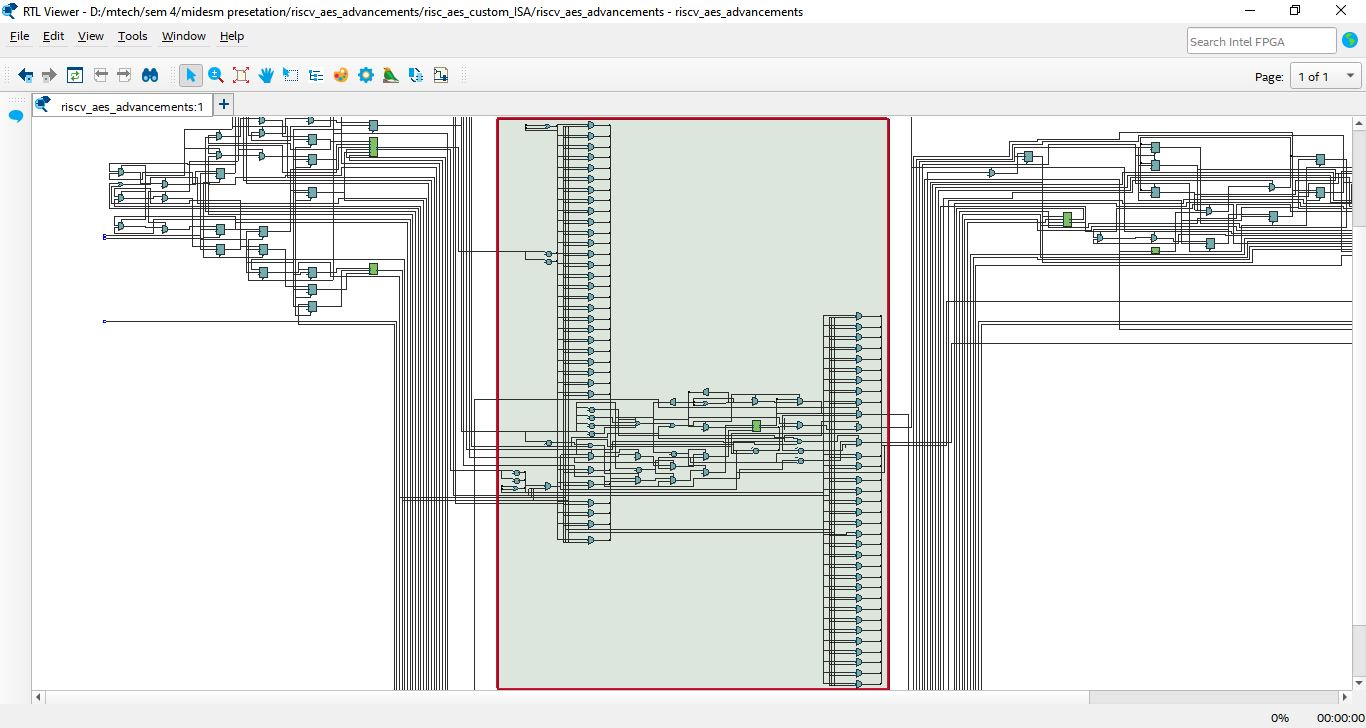 RTL Viewer - D:/mtech/sem 4/midesm presetation/riscv_aes_advancements/risc_aes_custom_ISA/riscv_aes_advancements - riscv_aes_advancements
File Edit View Tools Window Help
Search Intel FPGA
Page: 1 of 1
riscv_aes_advancements:1
0% 00:00:00